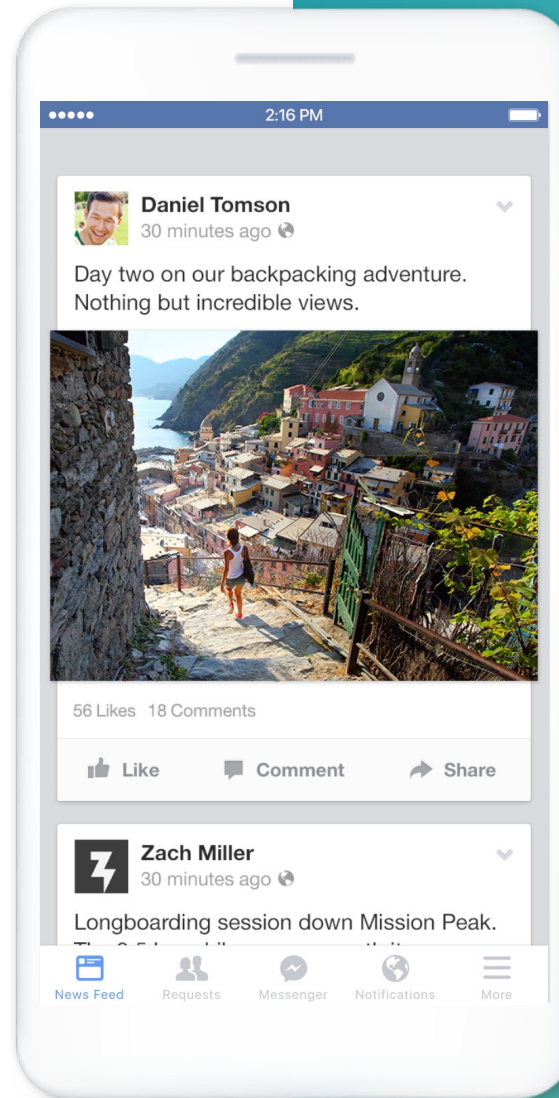 2:16 PM
Daniel Tomson
30 minutes ago
Day two on our backpacking adventure.
Nothing but incredible views.
56 Likes 18 Comments
Like Comment Share
Zach Miller
30 minutes ago
Longboarding session down Mission Peak.
News Feed Requests Messenger Notifications More